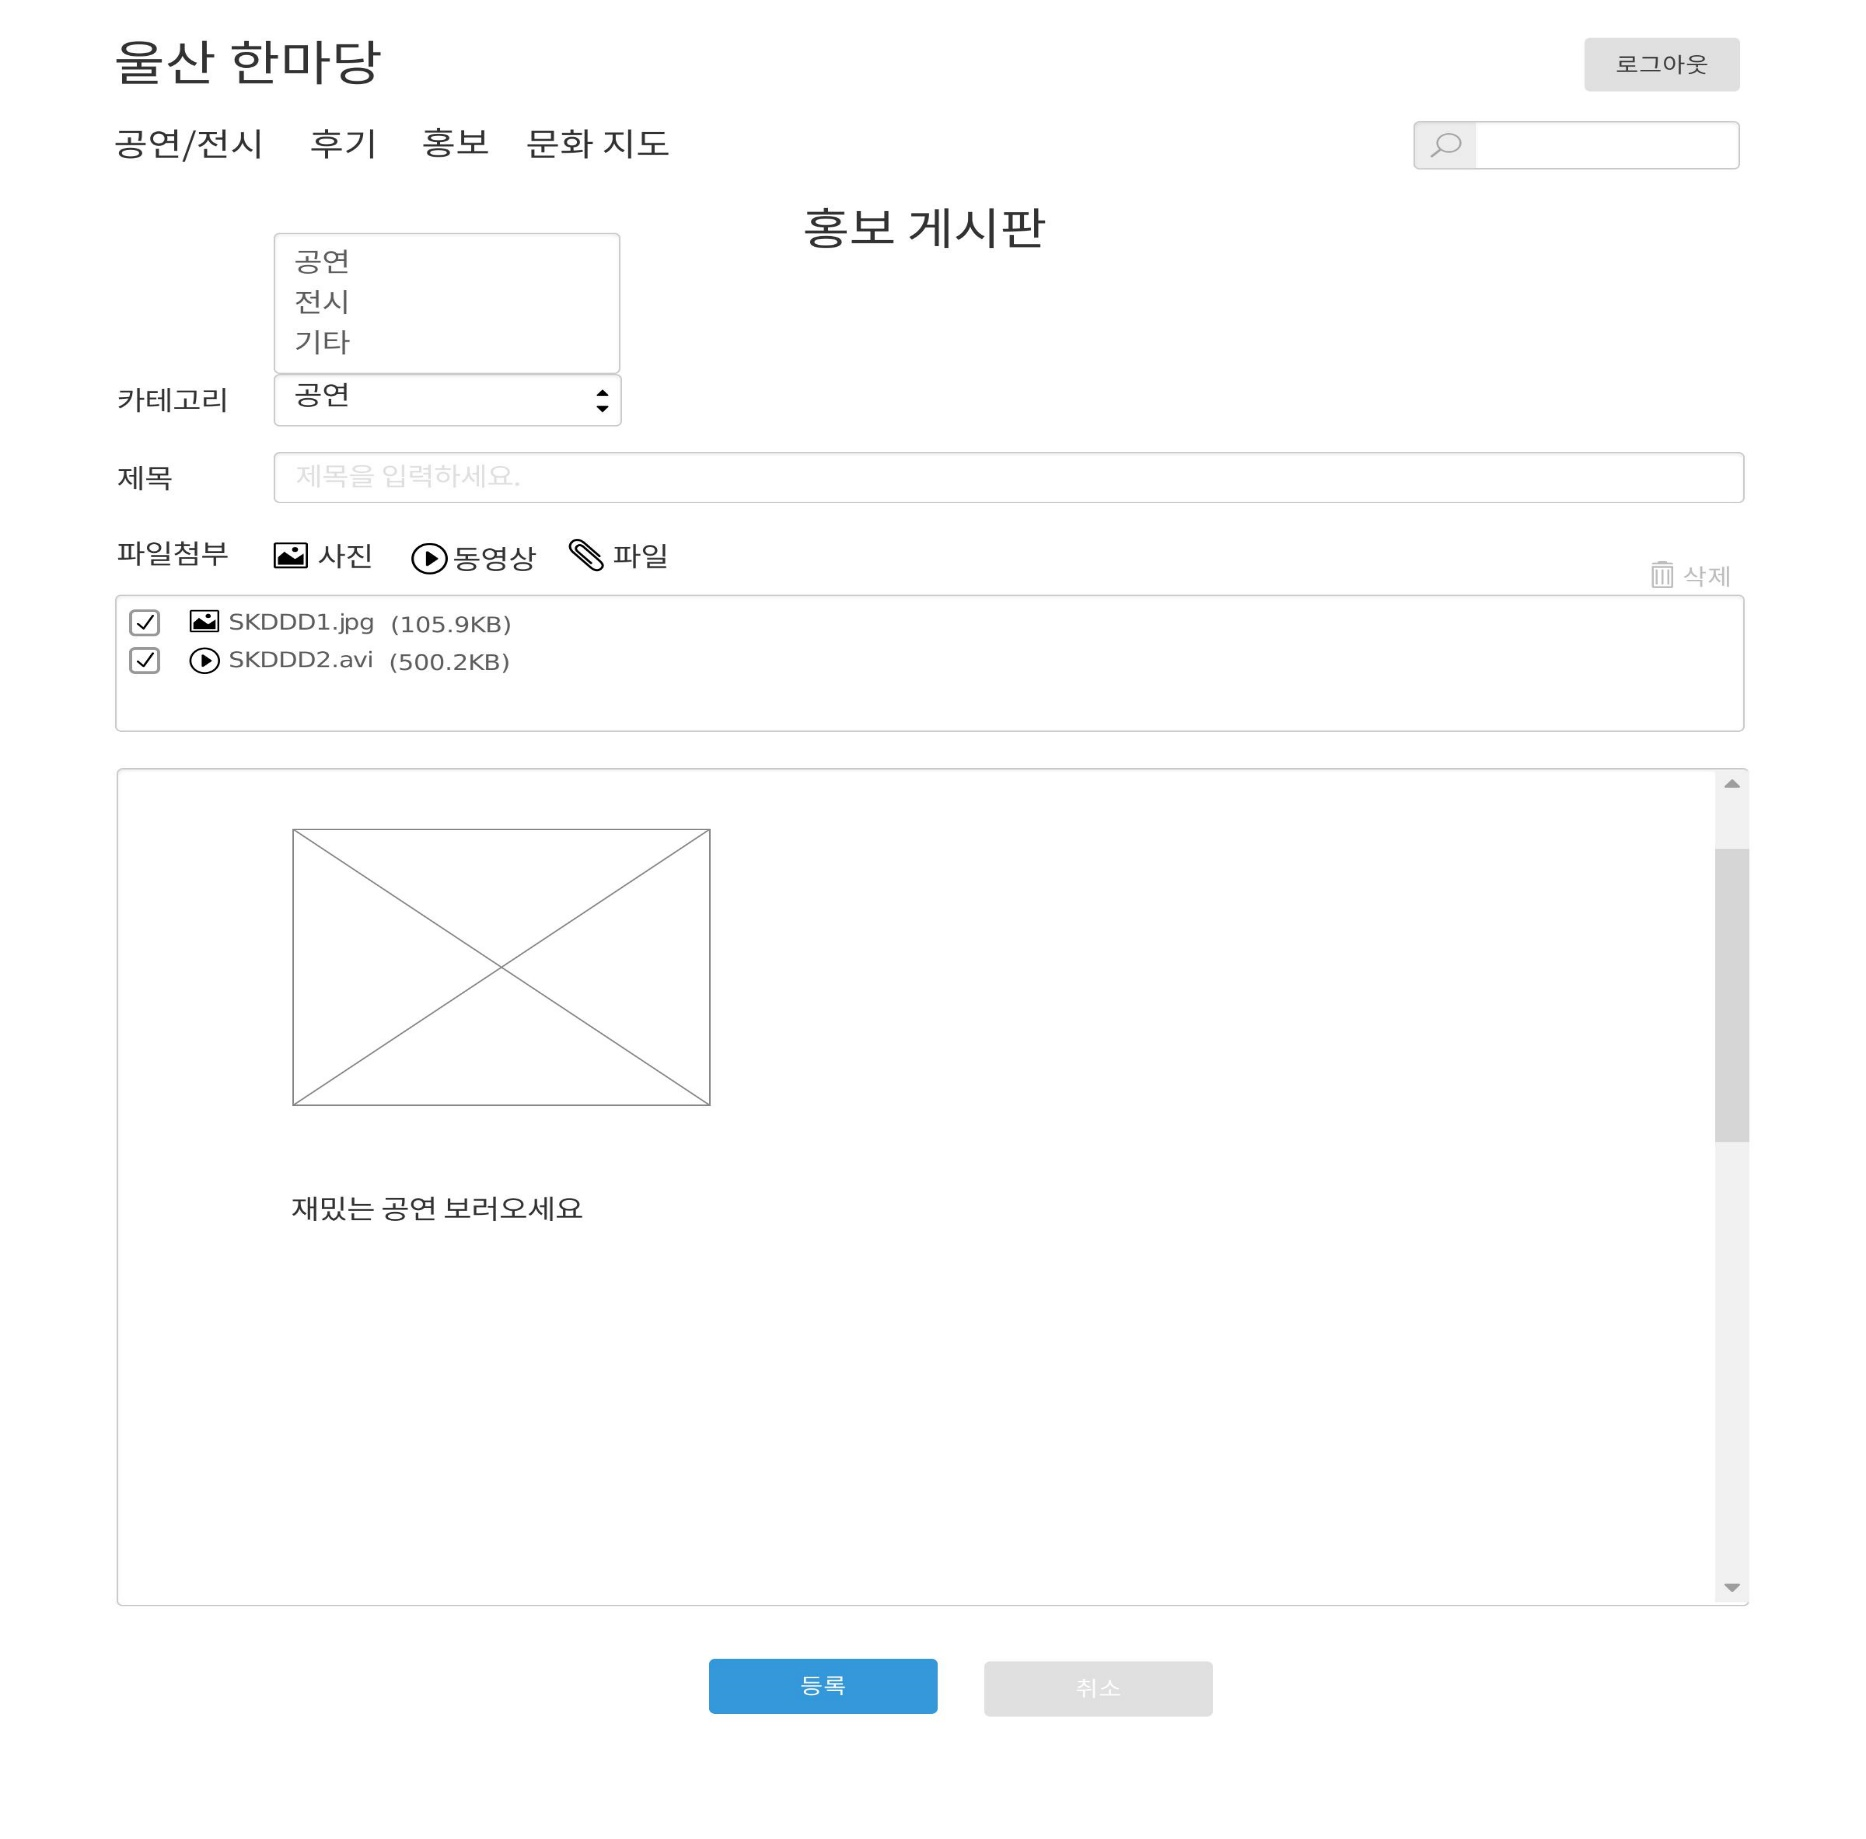 울산 한마당
로그아웃
공연/전시 후기 홍보 문화 지도
홍보 게시판
공연
전시
기타
카테고리 공연
제목 제목을 입력하세요.
파일첨부 사진 동영상 파일
삭제
SKDDD1.jpg (105.9KB)
SKDDD2.avi (500.2KB)
재밌는 공연 보러오세요
등록 취소